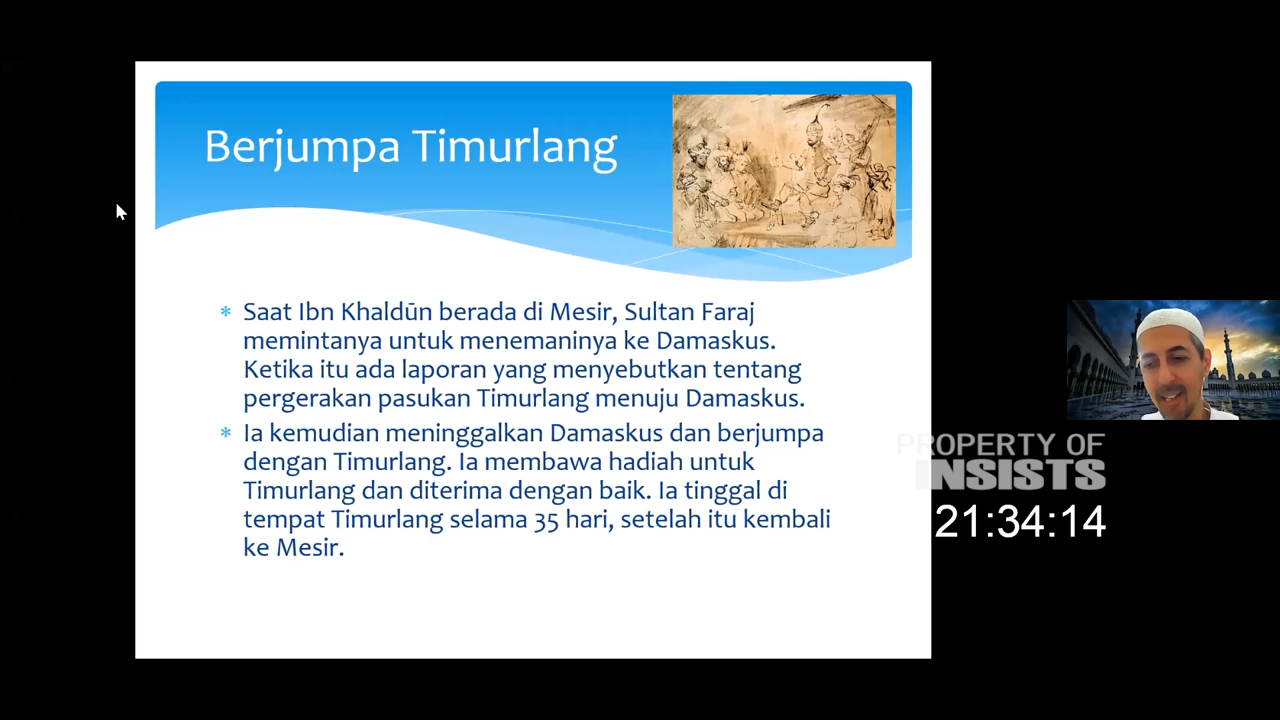 Berjumpa Timurlang
* Saat Ibn Khaldūn berada di Mesir, Sultan Faraj
memintanya untuk menemaninya ke Damaskus.
Ketika itu ada laporan yang menyebutkan tentang
pergerakan pasukan Timurlang menuju Damaskus.
* Ia kemudian meninggalkan Damaskus dan berjumpa
dengan Timurlang. Ia membawa hadiah untuk
Timurlang dan diterima dengan baik. Ia tinggal di
tempat Timurlang selama 35 hari, setelah itu kembali
ke Mesir.
PROPERTY OF
INSISTS
21:34:14